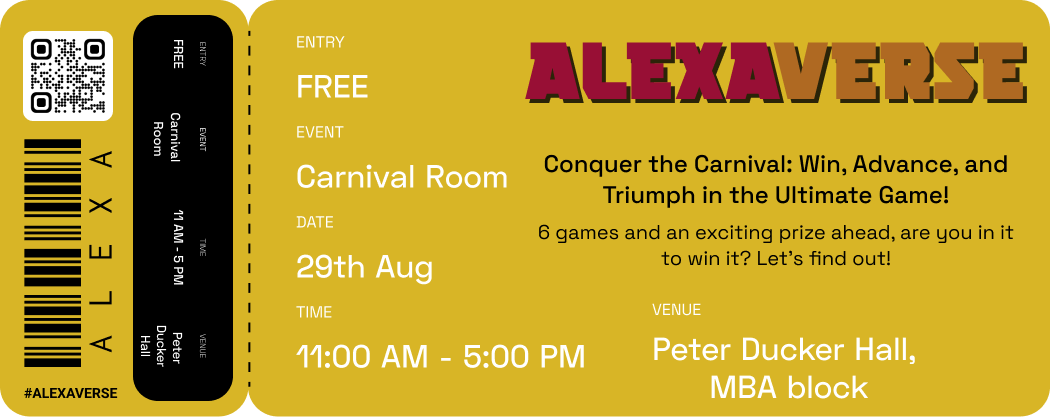 ENTRY
FREE
EVENT
Carnival
Room
TIME
11 AM - 5 PM
VENUE
Peter
Ducker
Hall
ALEXA
#ALEXAVERSE
ENTRY
FREE
EVENT
Carnival Room
DATE
29th Aug
TIME
11:00 AM - 5:00 PM
ALEXAVERSE
Conquer the Carnival: Win, Advance, and
Triumph in the Ultimate Game!
6 games and an exciting prize ahead, are you in it
to win it? Let's find out!
VENUE
Peter Ducker Hall,
MBA block